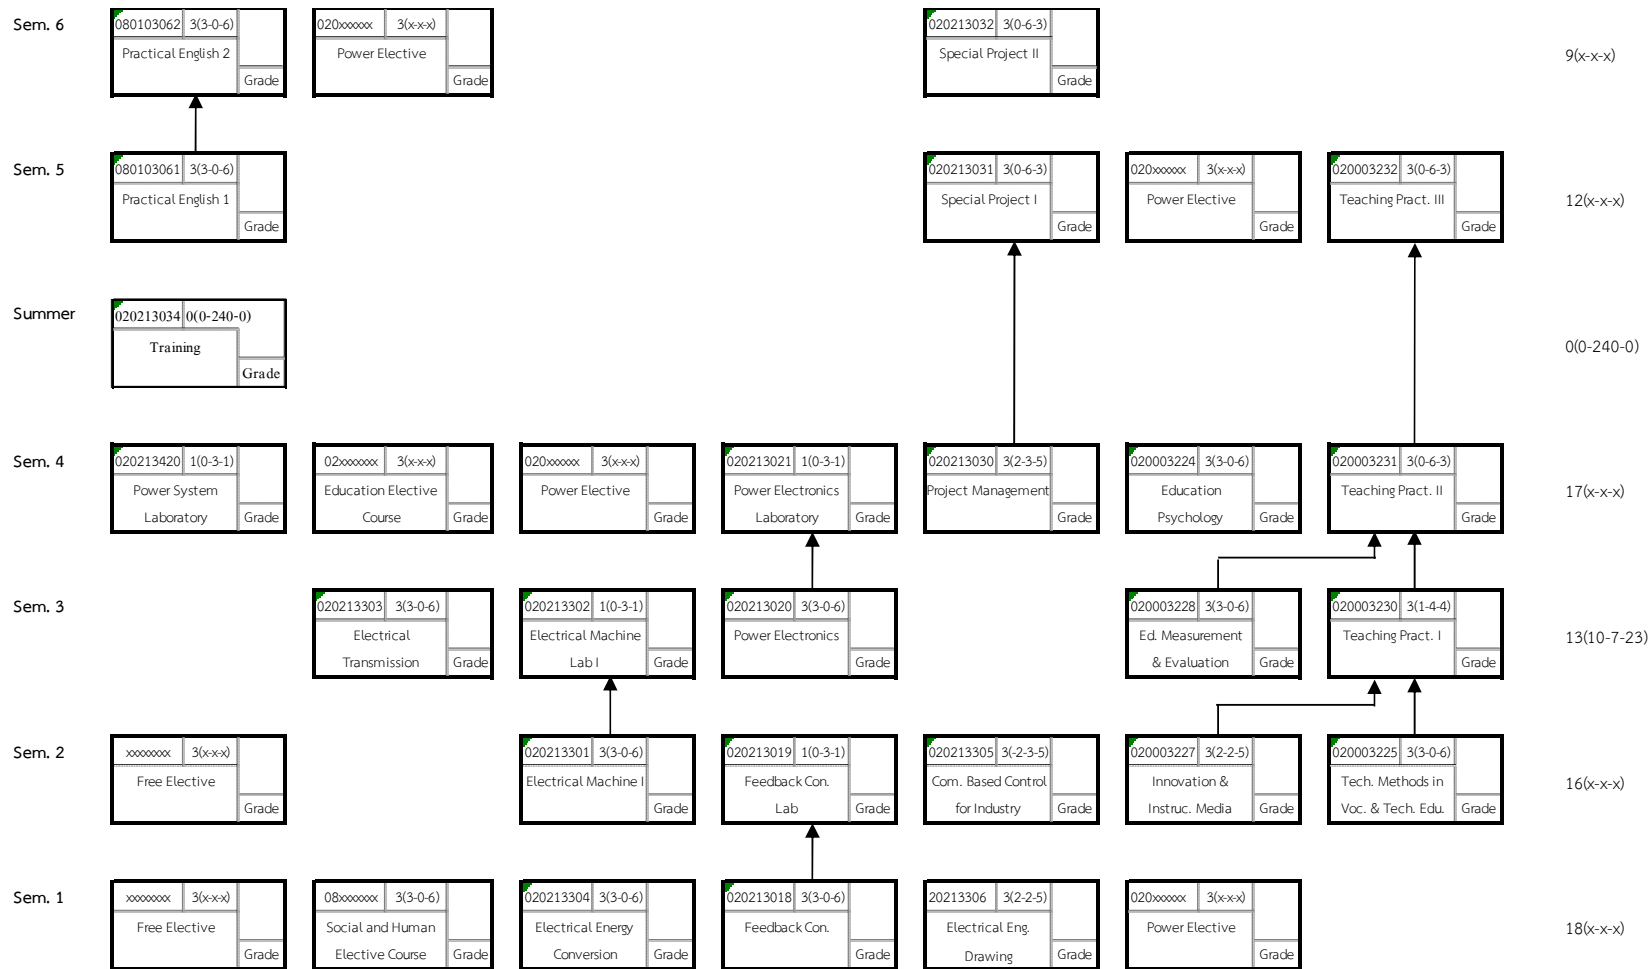 Sem. 6
080103062 3(3-0-6)
Practical English 2
Grade
020xxxxxx 3(x-x-x)
Power Elective
Grade
020213032 3(0-6-3)
Special Project II
Grade
9(x-x-x)
Sem. 5
080103061 3(3-0-6)
Practical English 1
Grade
020213031 3(0-6-3)
Special Project I
Grade
020xxxxxx 3(x-x-x)
Power Elective
Grade
020003232 3(0-6-3)
Teaching Pract. III
Grade
12(x-x-x)
Summer
020213034 0(0-240-0)
Training
Grade
0(0-240-0)
Sem. 4
020213420 1(0-3-1)
Power System
Laboratory
Grade
02xxxxxxx 3(x-x-x)
Education Elective
Course
Grade
020xxxxxx 3(x-x-x)
Power Elective
Grade
020213021 1(0-3-1)
Power Electronics
Laboratory
Grade
020213030 3(2-3-5)
Project Management
Grade
020003224 3(3-0-6)
Education
Psychology
Grade
020003231 3(0-6-3)
Teaching Pract. II
Grade
17(x-x-x)
Sem. 3
020213303 3(3-0-6)
Electrical
Transmission
Grade
020213302 1(0-3-1)
Electrical Machine
Lab I
Grade
020213020 3(3-0-6)
Power Electronics
Grade
020003228 3(3-0-6)
Ed. Measurement
& Evaluation
Grade
020003230 3(1-4-4)
Teaching Pract. I
Grade
13(10-7-23)
Sem. 2
xxxxxxxx 3(x-x-x)
Free Elective
Grade
020213301 3(3-0-6)
Electrical Machine I
Grade
020213019 1(0-3-1)
Feedback Con.
Lab
Grade
020213305 3(-2-3-5)
Com. Based Control
for Industry
Grade
020003227 3(2-2-5)
Innovation &
Instruc. Media
Grade
020003225 3(3-0-6)
Tech. Methods in
Voc. & Tech. Edu.
Grade
16(x-x-x)
Sem. 1
xxxxxxxx 3(x-x-x)
Free Elective
Grade
08xxxxxxx 3(3-0-6)
Social and Human
Elective Course
Grade
020213304 3(3-0-6)
Electrical Energy
Conversion
Grade
020213018 3(3-0-6)
Feedback Con.
Grade
20213306 3(2-2-5)
Electrical Eng.
Drawing
Grade
020xxxxxx 3(x-x-x)
Power Elective
Grade
18(x-x-x)